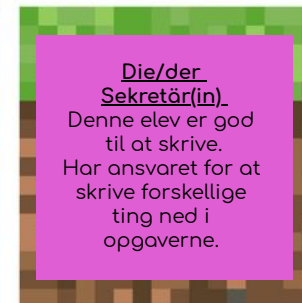 Die/der
Sekretär(in)
Denne elev er god
til at skrive.
Har ansvaret for at
skrive forskellige
ting ned i
opgaverne.